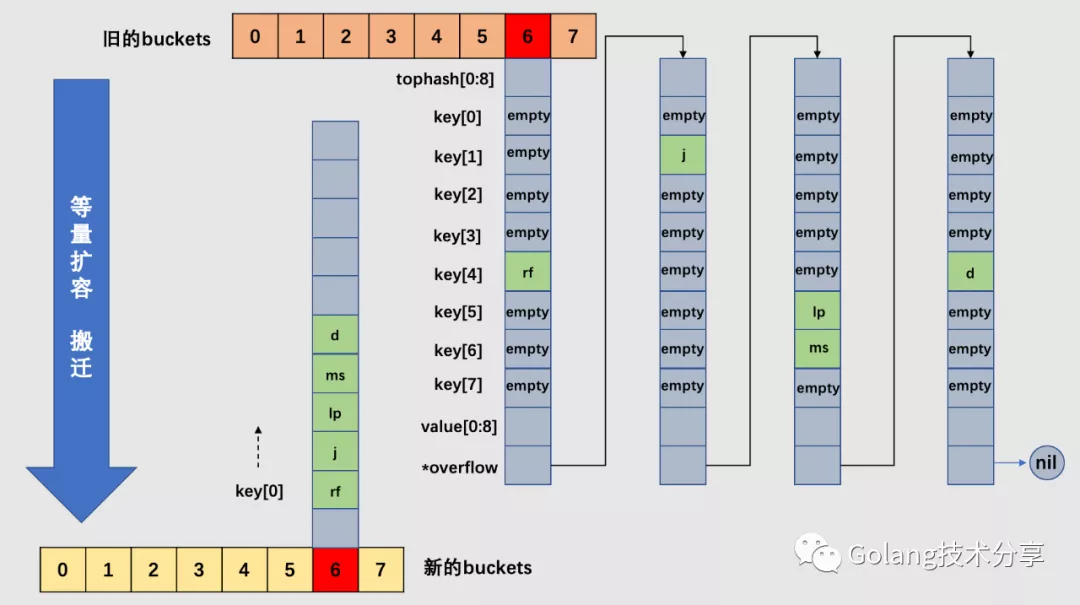 旧的buckets 0 1 2 3 4 5 6 7
tophash[0:8]
key[0] empty empty empty empty
key[1] empty j empty empty
key[2] empty empty empty empty
key[3] empty empty empty empty
key[4] rf empty empty d
key[5] empty empty lp empty
key[6] empty empty ms empty
key[7] empty empty empty empty
value[0:8]
*overflow
nil
等量扩容 搬迁
d
ms
lp
j
key[0] rf
0 1 2 3 4 5 6 7 新的buckets
Golang技术分享